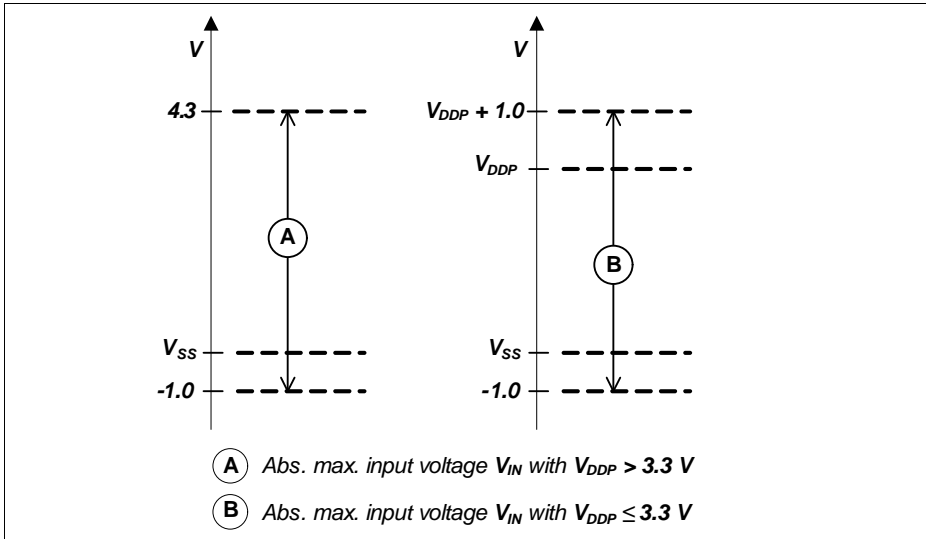 V
4.3
A
V_SS
-1.0
V
V_DDP + 1.0
V_DDP
B
V_SS
-1.0
A Abs. max. input voltage V_IN with V_DDP > 3.3 V
B Abs. max. input voltage V_IN with V_DDP ≤ 3.3 V